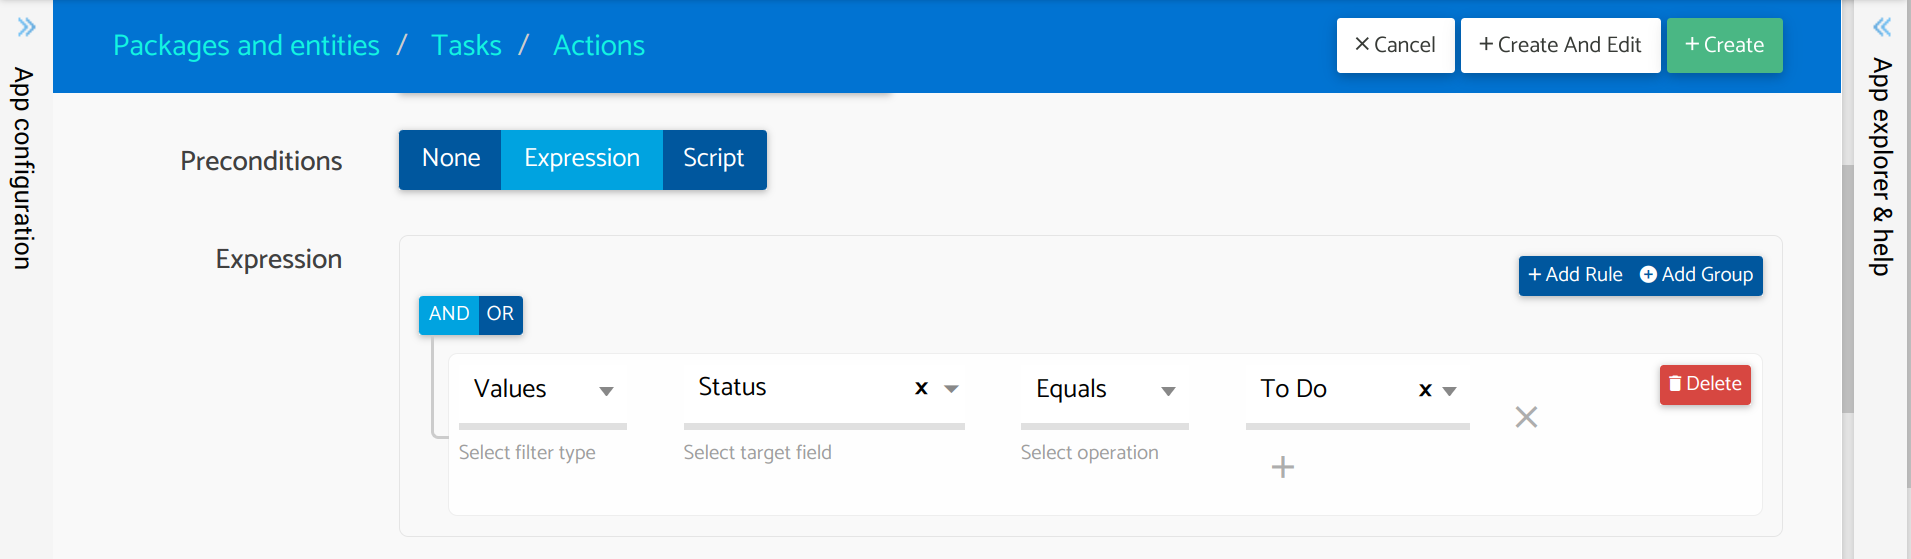 App configuration
Packages and entities / Tasks / Actions
Cancel
+ Create And Edit
+ Create
App explorer & help
Preconditions
None
Expression
Script
Expression
+ Add Rule
Add Group
AND OR
Values
Status x
Equals
To Do x
Delete
Select filter type
Select target field
Select operation